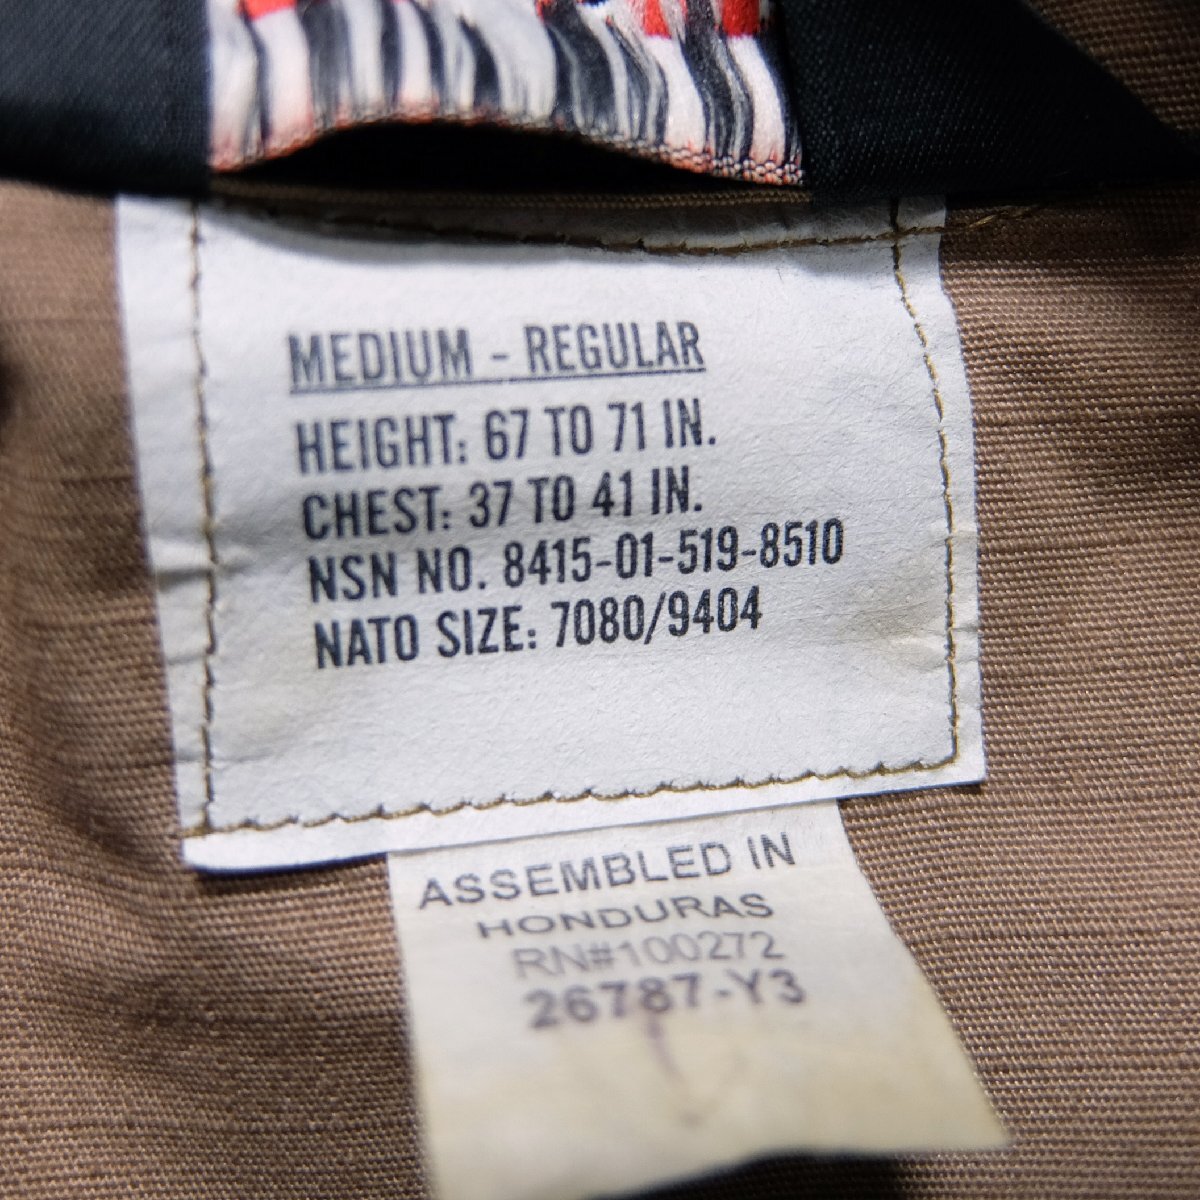 MEDIUM - REGULAR
HEIGHT: 67 TO 71 IN.
CHEST: 37 TO 41 IN.
NSN NO. 8415-01-519-8510
NATO SIZE: 7080/9404
ASSEMBLED IN
HONDURAS
RN#100272
26787-Y3